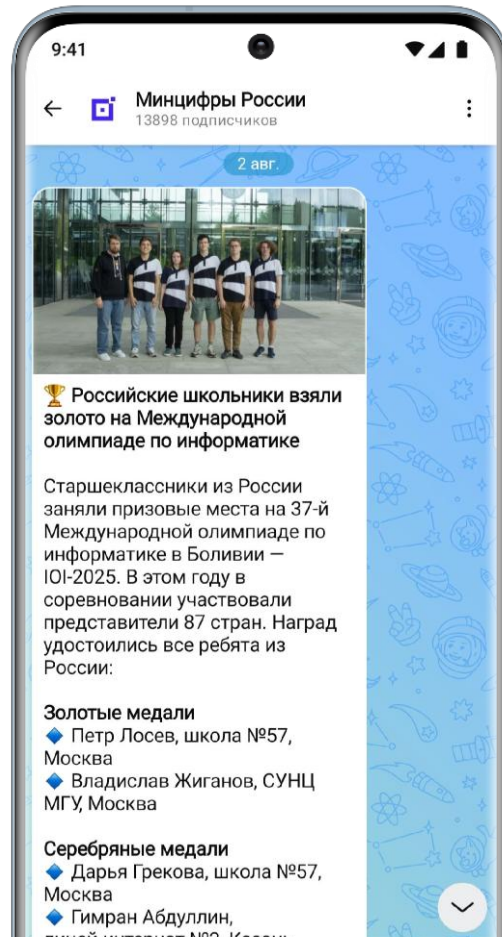 9:41
Минцифры России
13898 подписчиков
2 авг.
🏆 Российские школьники взяли
золото на Международной
олимпиаде по информатике
Старшеклассники из России
заняли призовые места на 37-й
Международной олимпиаде по
информатике в Боливии —
IOI-2025. В этом году в
соревновании участвовали
представители 87 стран. Наград
удостоились все ребята из
России:
Золотые медали
🔹 Петр Лосев, школа №57,
Москва
🔹 Владислав Жиганов, СУНЦ
МГУ, Москва
Серебряные медали
🔹 Дарья Грекова, школа №57,
Москва
🔹 Гимран Абдуллин,